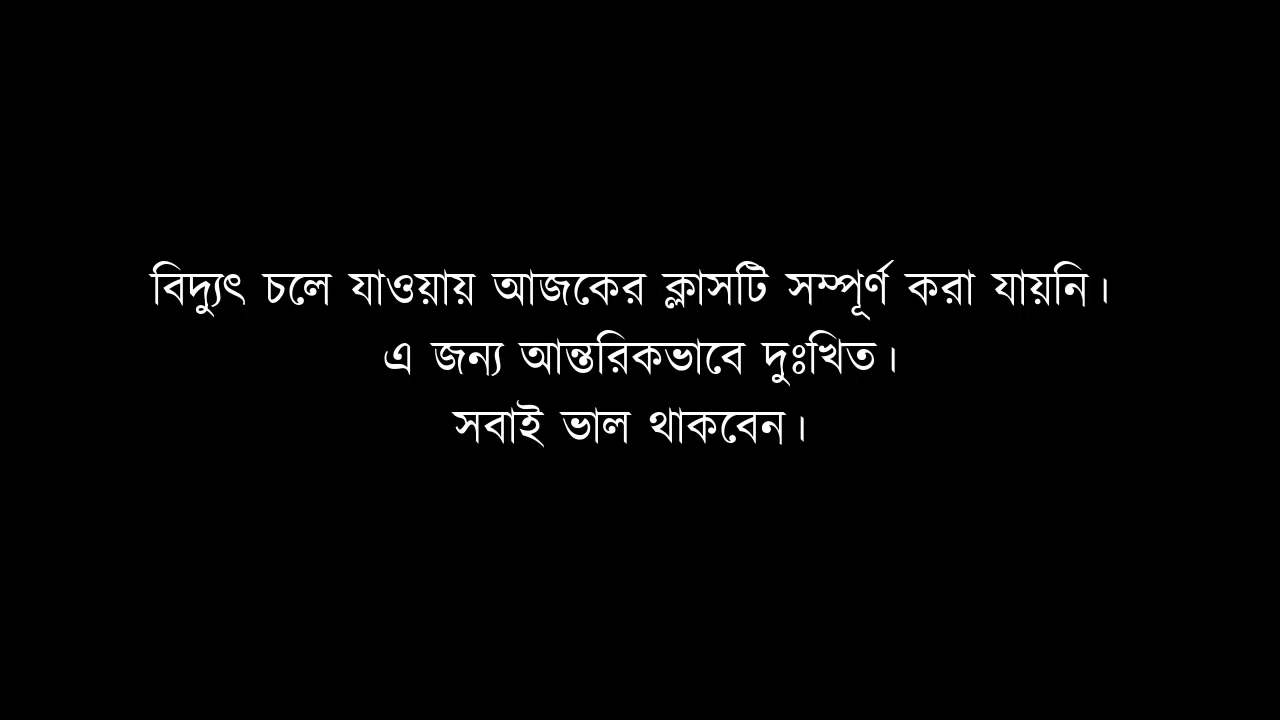 বিদ্যুৎ চলে যাওয়ায় আজকের ক্লাসটি সম্পূর্ণ করা যায়নি।
এ জন্য আন্তরিকভাবে দুঃখিত।
সবাই ভাল থাকবেন।